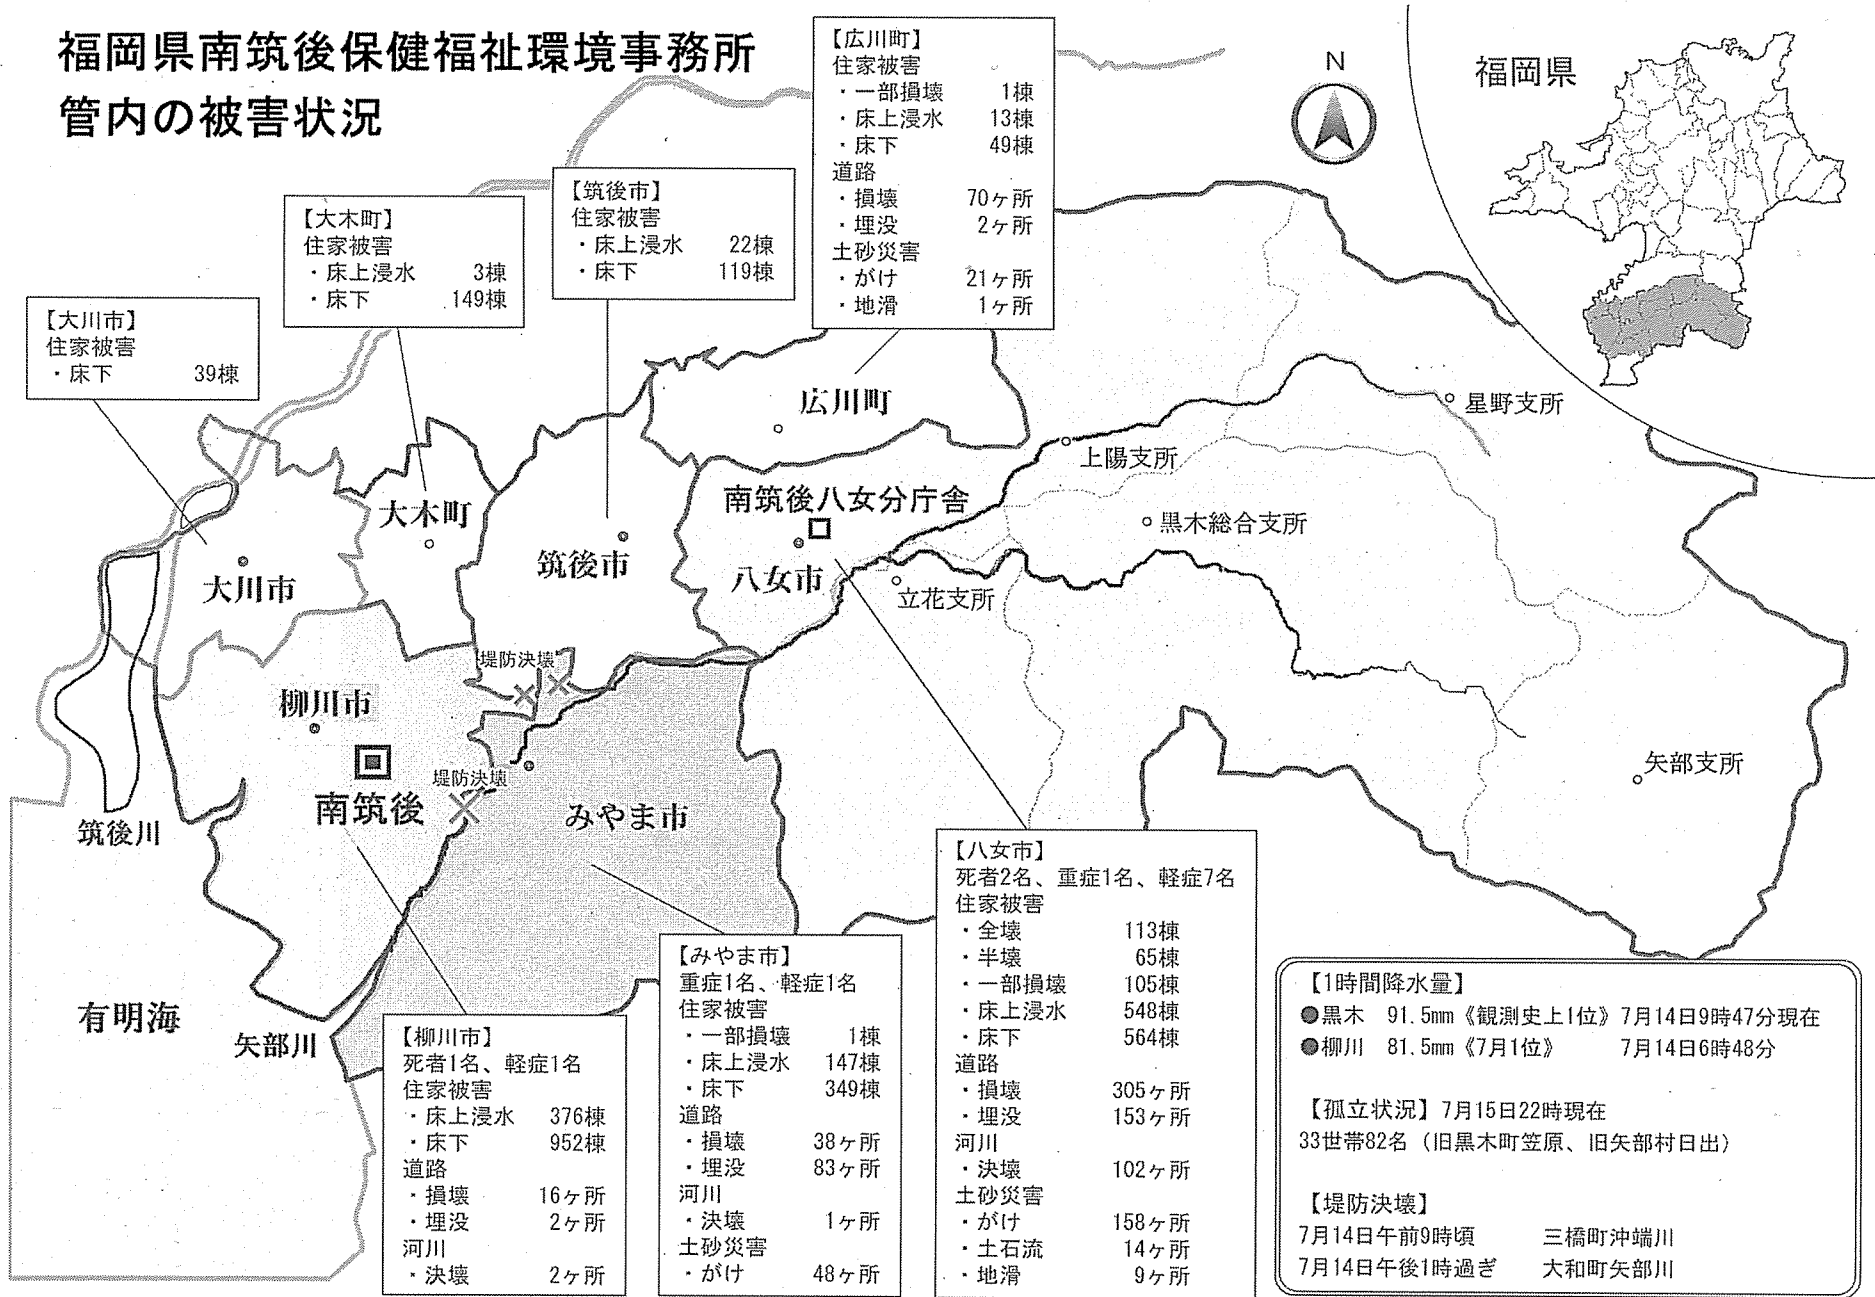 福岡県南筑後保健福祉環境事務所
管内の被害状況
【広川町】
住家被害
・一部損壊 1棟
・床上浸水 13棟
・床下 49棟
道路
・損壊 70ヶ所
・埋没 2ヶ所
土砂災害
・がけ 21ヶ所
・地滑 1ヶ所
N
福岡県
【筑後市】
住家被害
・床上浸水 22棟
・床下 119棟
【大木町】
住家被害
・床上浸水 3棟
・床下 149棟
【大川市】
住家被害
・床下 39棟
広川町
星野支所
上陽支所
南筑後八女分庁舎
大木町
黒木総合支所
筑後市
八女市
大川市
立花支所
堤防決壊
柳川市
矢部支所
堤防決壊
南筑後
みやま市
筑後川
有明海
矢部川
【柳川市】
死者1名、軽症1名
住家被害
・床上浸水 376棟
・床下 952棟
道路
・損壊 16ヶ所
・埋没 2ヶ所
河川
・決壊 2ヶ所
【みやま市】
重症1名、軽症1名
住家被害
・一部損壊 1棟
・床上浸水 147棟
・床下 349棟
道路
・損壊 38ヶ所
・埋没 83ヶ所
河川
・決壊 1ヶ所
土砂災害
・がけ 48ヶ所
【八女市】
死者2名、重症1名、軽症7名
住家被害
・全壊 113棟
・半壊 65棟
・一部損壊 105棟
・床上浸水 548棟
・床下 564棟
道路
・損壊 305ヶ所
・埋没 153ヶ所
河川
・決壊 102ヶ所
土砂災害
・がけ 158ヶ所
・土石流 14ヶ所
・地滑 9ヶ所
【1時間降水量】
●黒木 91.5mm《観測史上1位》7月14日9時47分現在
●柳川 81.5mm《7月1位》 7月14日6時48分
【孤立状況】7月15日22時現在
33世帯82名（旧黒木町笠原、旧矢部村日出）
【堤防決壊】
7月14日午前9時頃 三橋町沖端川
7月14日午後1時過ぎ 大和町矢部川